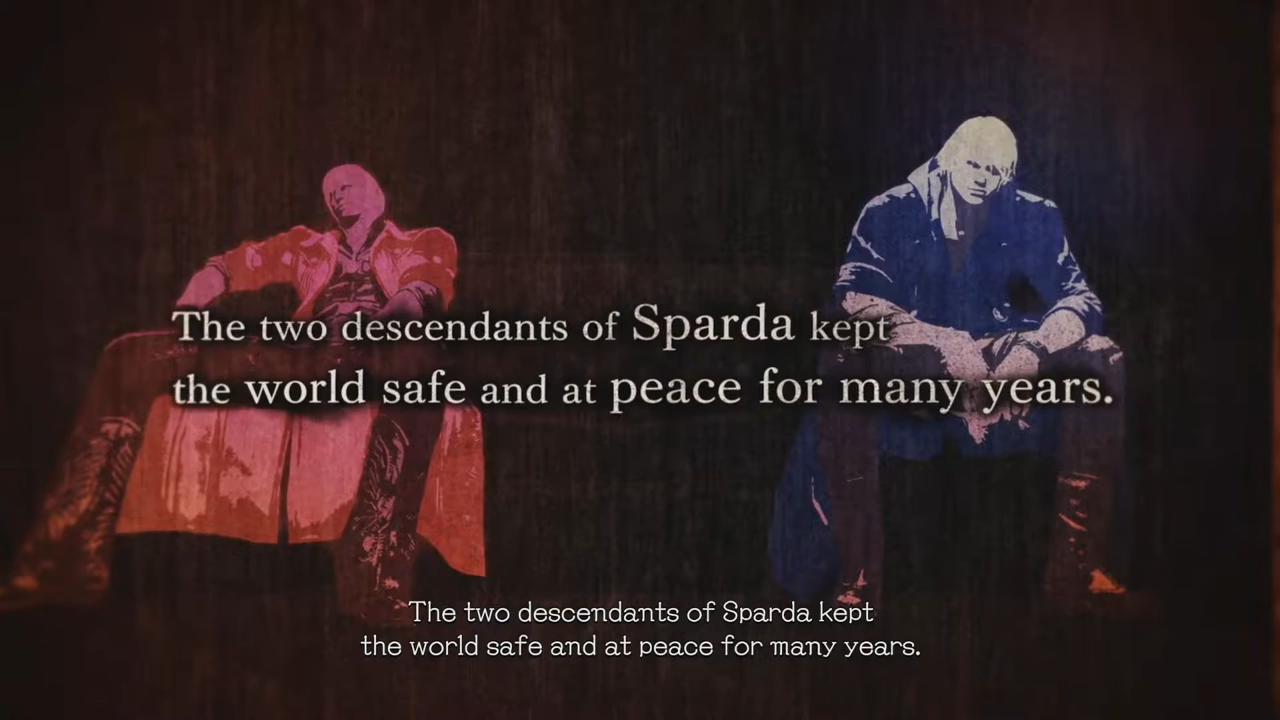 The two descendants of Sparda kept
the world safe and at peace for many years.
The two descendants of Sparda kept
the world safe and at peace for many years.